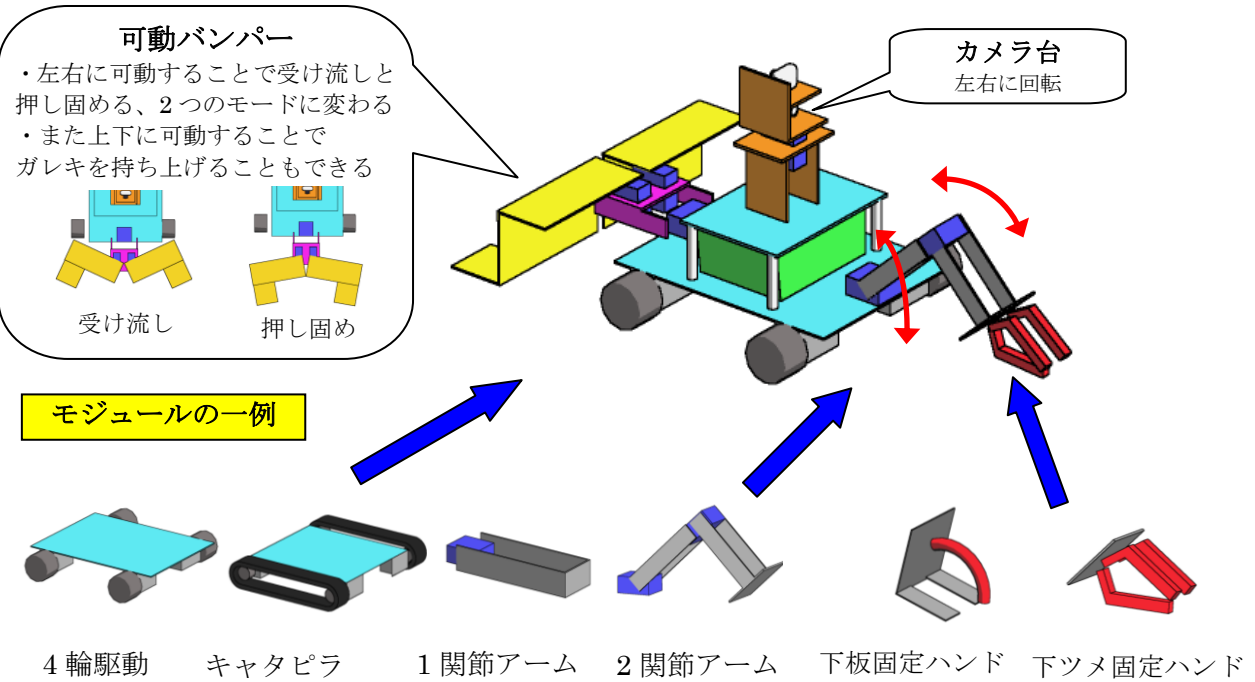 可動バンパー
・左右に可動することで受け流しと
押し固める、2つのモードに変わる
・また上下に可動することで
ガレキを持ち上げることもできる
受け流し
押し固め
カメラ台
左右に回転
モジュールの一例
4輪駆動
キャタピラ
1関節アーム
2関節アーム
下板固定ハンド
下ツメ固定ハンド